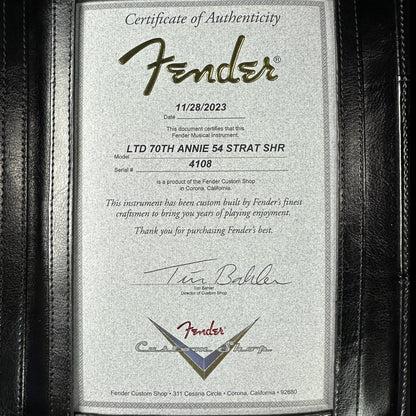 Certificate of Authenticity
Fender®
11/28/2023
Date
This document certifies that this
Fender Musical Instrument.
LTD 70TH ANNIE 54 STRAT SHR
Model
4108
Serial #
is a product of the Fender Custom Shop
in Corona, California.
This instrument has been custom built by Fender's finest
craftsmen to bring you years of playing enjoyment.
Thank you for purchasing Fender's best.
Tim Bahler
Tom Bahler
Director of Custom Shop
Fender
Custom Shop
Fender Custom Shop • 311 Cessna Circle • Corona, California • 92880